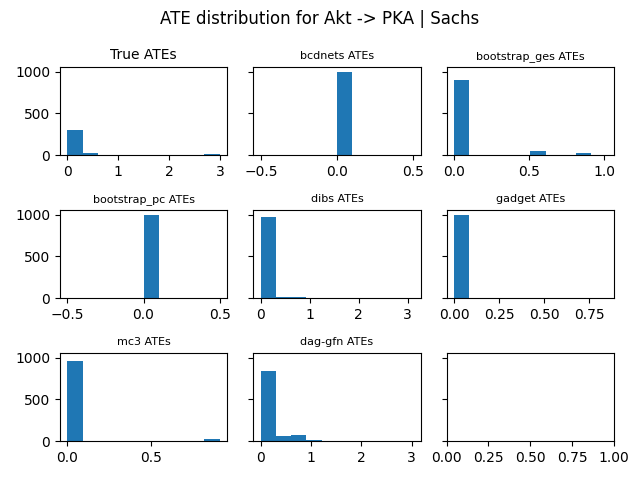 ATE distribution for Akt -> PKA | Sachs
True ATEs
bcdnets ATEs
bootstrap_ges ATEs
1000
500
0
0 1 2 3
−0.5 0.0 0.5
0.0 0.5 1.0
bootstrap_pc ATEs
dibs ATEs
gadget ATEs
1000
500
0
−0.5 0.0 0.5
0 1 2 3
0.00 0.25 0.50 0.75
mc3 ATEs
dag-gfn ATEs
1000
500
0
0.0 0.5
0 1 2 3
0.00 0.25 0.50 0.75 1.00